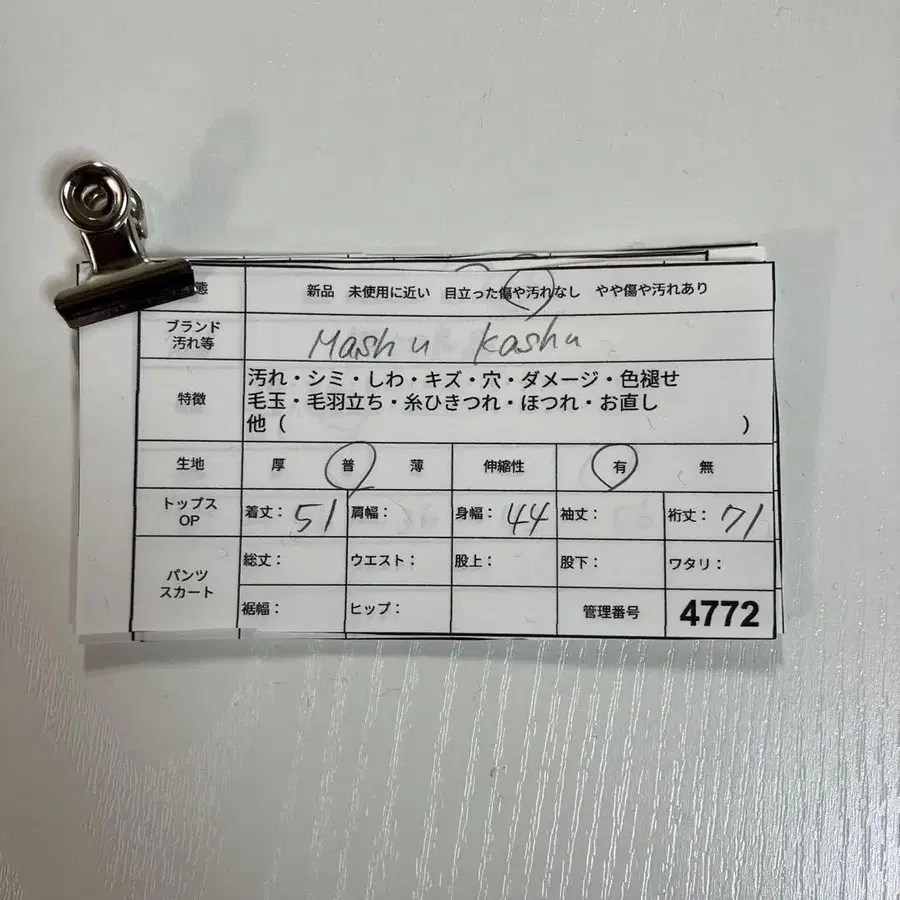 態 新品 未使用に近い 目立った傷や汚れなし やや傷や汚れあり
ブランド
汚れ等 Mashu Kashu
特徴 汚れ・シミ・しわ・キズ・穴・ダメージ・色褪せ
毛玉・毛羽立ち・糸ひきつれ・ほつれ・お直し
他( )
生地 厚 普 薄 伸縮性 有 無
トップス
OP 着丈: 51 肩幅: 身幅: 44 袖丈: 裄丈: 71
パンツ
スカート 総丈: ウエスト: 股上: 股下: ワタリ:
裾幅: ヒップ: 管理番号 4772